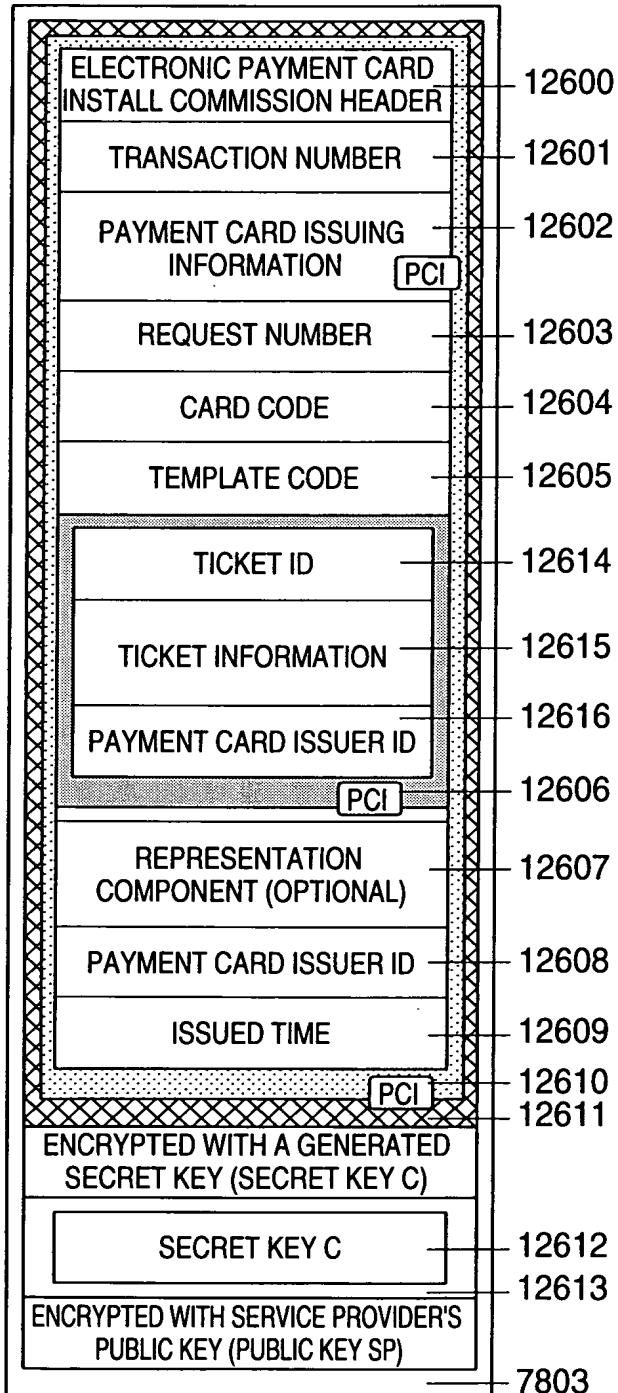 ELECTRONIC PAYMENT CARD
INSTALL COMMISSION HEADER
12600
TRANSACTION NUMBER
12601
PAYMENT CARD ISSUING
INFORMATION
12602
PCI
REQUEST NUMBER
12603
CARD CODE
12604
TEMPLATE CODE
12605
TICKET ID
12614
TICKET INFORMATION
12615
12616
PAYMENT CARD ISSUER ID
PCI
12606
REPRESENTATION
COMPONENT (OPTIONAL)
12607
PAYMENT CARD ISSUER ID
12608
ISSUED TIME
12609
12610
PCI
12611
ENCRYPTED WITH A GENERATED
SECRET KEY (SECRET KEY C)
SECRET KEY C
12612
12613
ENCRYPTED WITH SERVICE PROVIDER'S
PUBLIC KEY (PUBLIC KEY SP)
7803